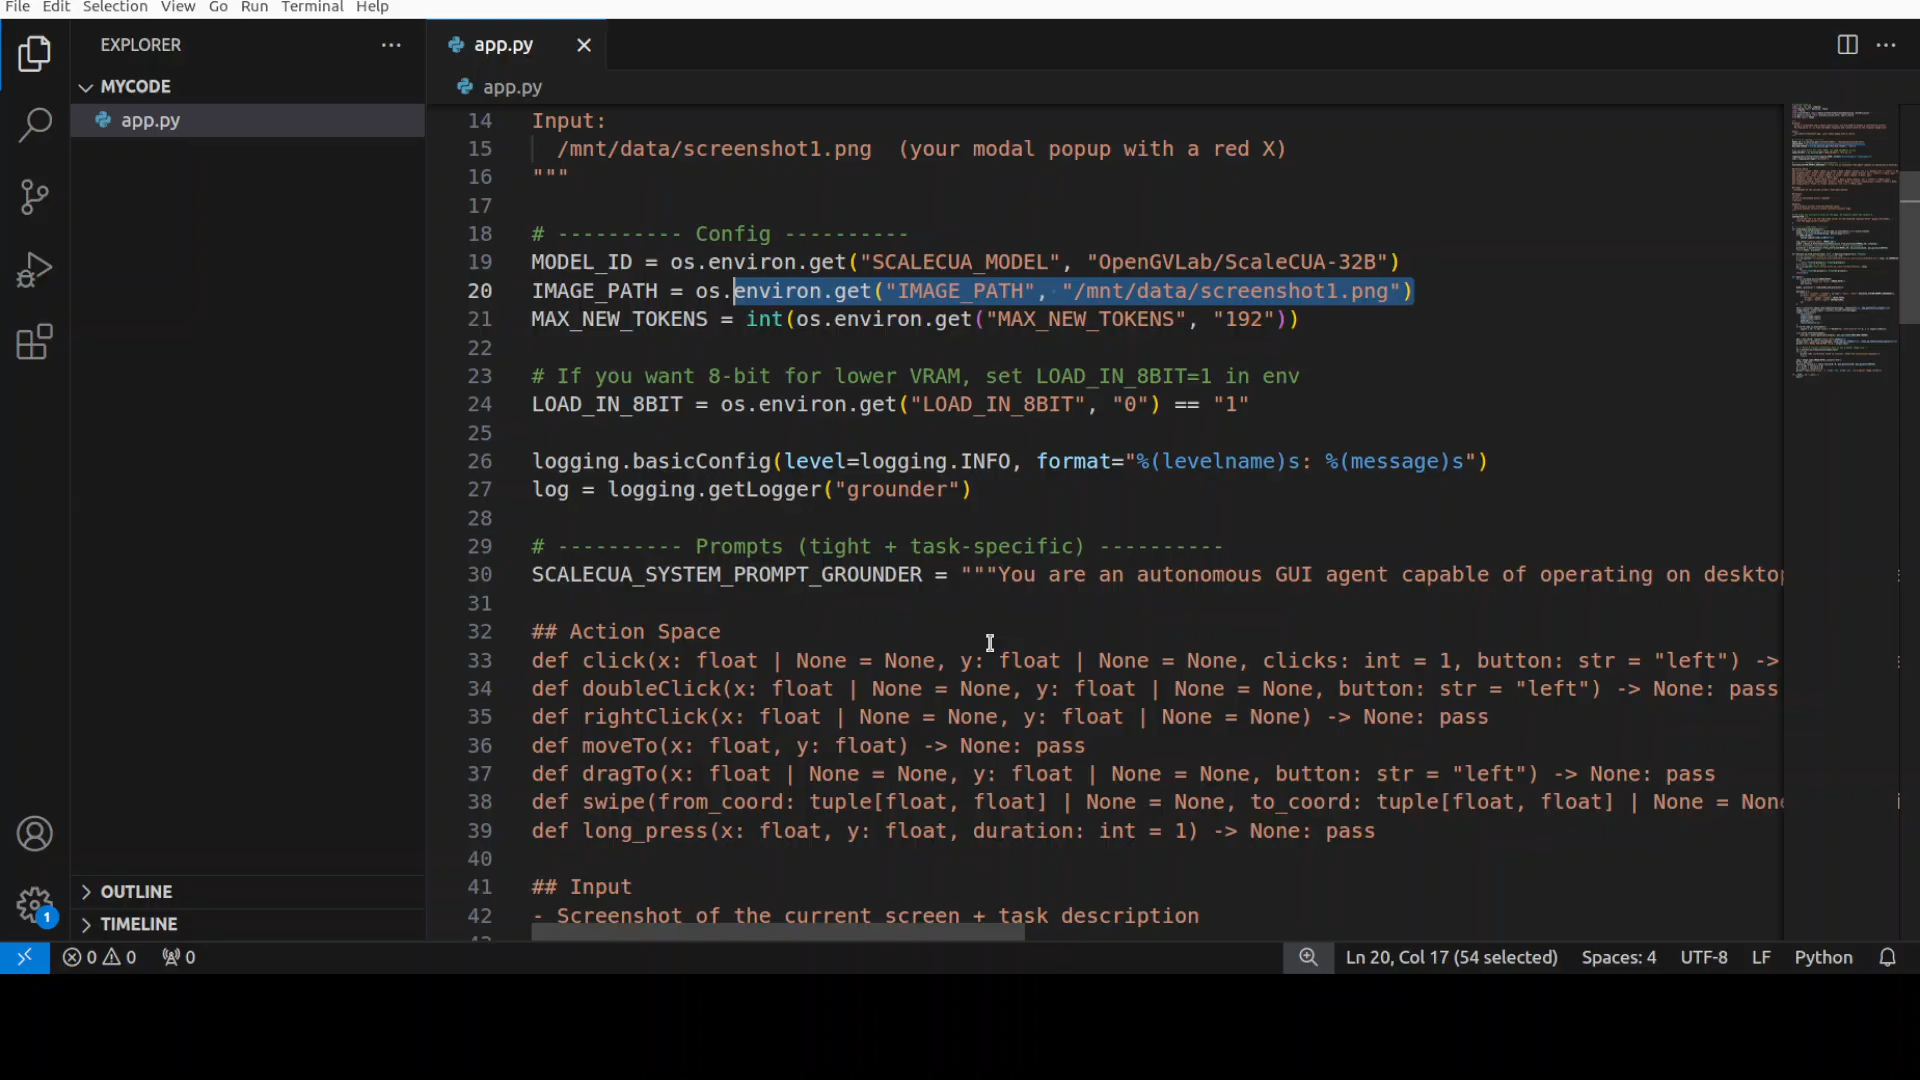 File Edit Selection View Go Run Terminal Help
EXPLORER
MYCODE
app.py
OUTLINE
TIMELINE
app.py
app.py
14 Input:
15 /mnt/data/screenshot1.png (your modal popup with a red X)
16 """
17
18 # ---------- Config ----------
19 MODEL_ID = os.environ.get("SCALECUA_MODEL", "OpenGVLab/ScaleCUA-32B")
20 IMAGE_PATH = os.environ.get("IMAGE_PATH", "/mnt/data/screenshot1.png")
21 MAX_NEW_TOKENS = int(os.environ.get("MAX_NEW_TOKENS", "192"))
22
23 # If you want 8-bit for lower VRAM, set LOAD_IN_8BIT=1 in env
24 LOAD_IN_8BIT = os.environ.get("LOAD_IN_8BIT", "0") == "1"
25
26 logging.basicConfig(level=logging.INFO, format="%(levelname)s: %(message)s")
27 log = logging.getLogger("grounder")
28
29 # ---------- Prompts (tight + task-specific) ----------
30 SCALECUA_SYSTEM_PROMPT_GROUNDER = """You are an autonomous GUI agent capable of operating on desktop
31
32 ## Action Space
33 def click(x: float | None = None, y: float | None = None, clicks: int = 1, button: str = "left") ->
34 def doubleClick(x: float | None = None, y: float | None = None, button: str = "left") -> None: pass
35 def rightClick(x: float | None = None, y: float | None = None) -> None: pass
36 def moveTo(x: float, y: float) -> None: pass
37 def dragTo(x: float | None = None, y: float | None = None, button: str = "left") -> None: pass
38 def swipe(from_coord: tuple[float, float] | None = None, to_coord: tuple[float, float] | None = None
39 def long_press(x: float, y: float, duration: int = 1) -> None: pass
40
41 ## Input
42 - Screenshot of the current screen + task description
1
0 0 0 Ln 20, Col 17 (54 selected) Spaces: 4 UTF-8 LF Python